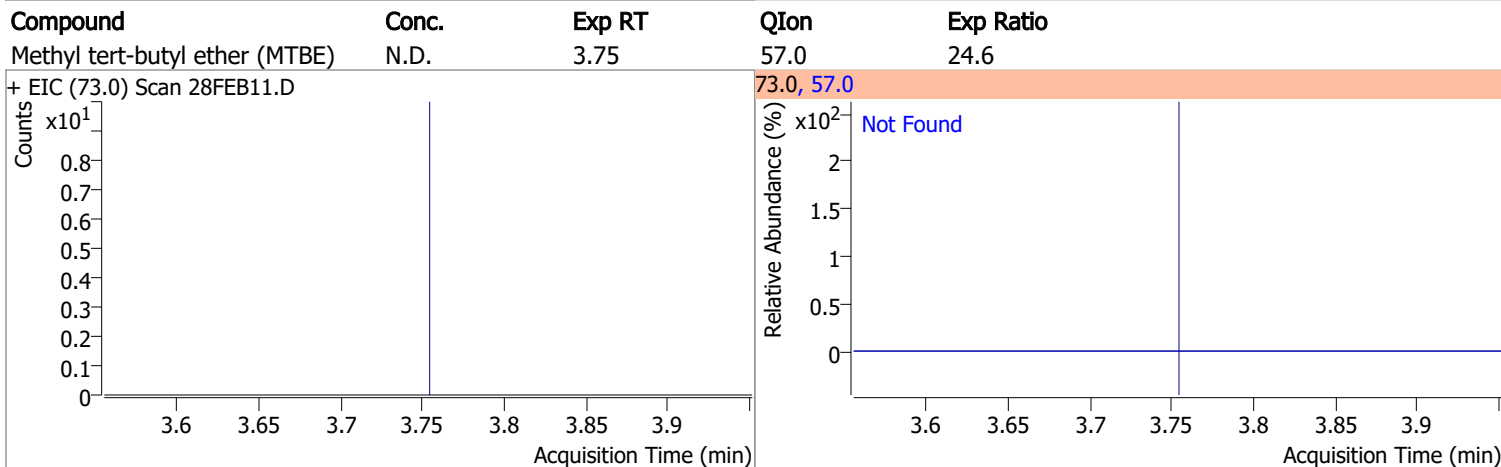 Compound Conc. Exp RT QIon Exp Ratio
Methyl tert-butyl ether (MTBE) N.D. 3.75 57.0 24.6
+ EIC (73.0) Scan 28FEB11.D
Counts
x10¹
0.8
0.7
0.6
0.5
0.4
0.3
0.2
0.1
0
3.6 3.65 3.7 3.75 3.8 3.85 3.9
Acquisition Time (min)
73.0, 57.0
Relative Abundance (%)
x10²
Not Found
2
1.5
1
0.5
0
3.6 3.65 3.7 3.75 3.8 3.85 3.9
Acquisition Time (min)